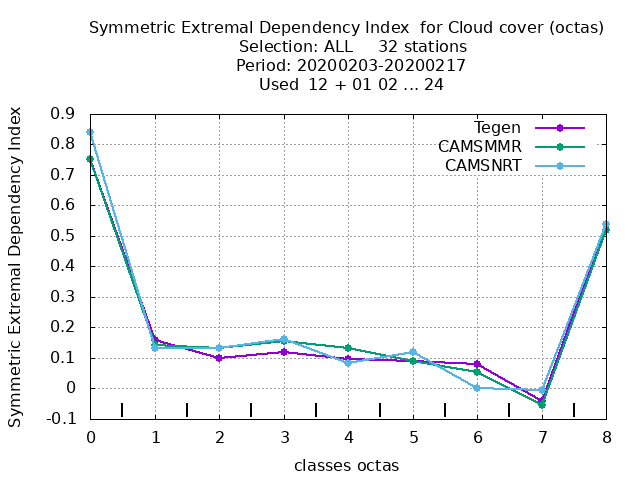 Symmetric Extremal Dependency Index  for Cloud cover (octas)
Selection: ALL     32 stations
Period: 20200203-20200217
Used  12 + 01 02 ... 24
Symmetric Extremal Dependency Index
0.9
0.8
0.7
0.6
0.5
0.4
0.3
0.2
0.1
0
-0.1
Tegen
CAMSMMR
CAMSNRT
0 1 2 3 4 5 6 7 8
classes octas